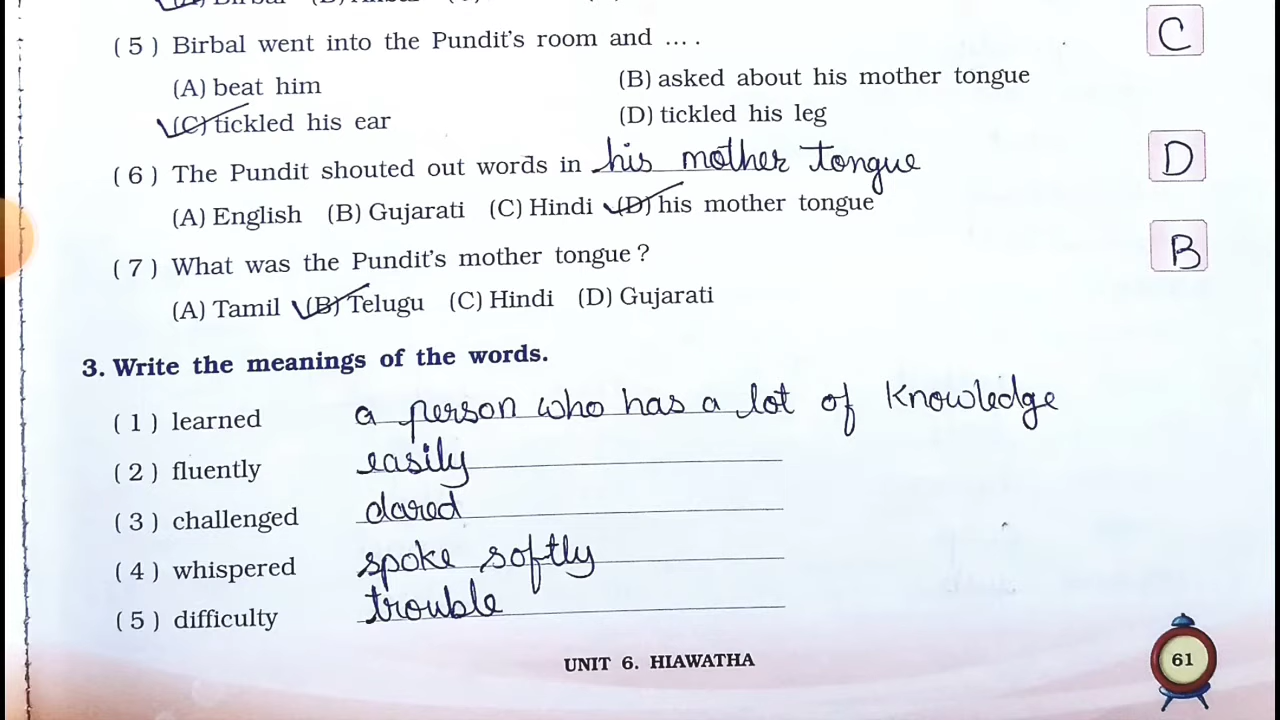 (5) Birbal went into the Pundit's room and ....
C
(A) beat him (B) asked about his mother tongue
(C) tickled his ear (D) tickled his leg
(6) The Pundit shouted out words in his mother tongue
D
(A) English (B) Gujarati (C) Hindi (D) his mother tongue
(7) What was the Pundit's mother tongue?
B
(A) Tamil (B) Telugu (C) Hindi (D) Gujarati
3. Write the meanings of the words.
(1) learned a person who has a lot of knowledge
(2) fluently easily
(3) challenged dared
(4) whispered spoke softly
(5) difficulty trouble
UNIT 6. HIAWATHA
61